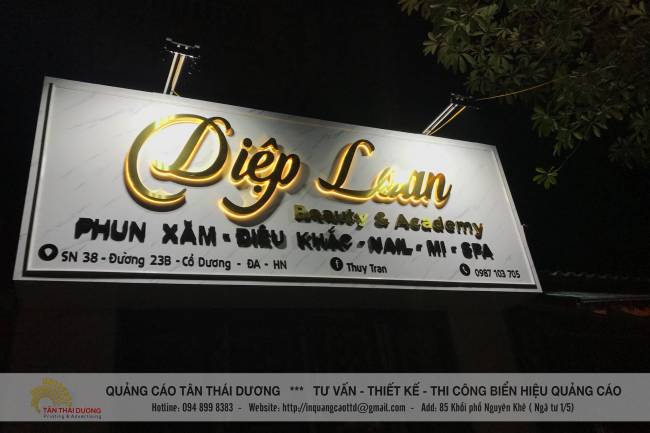 Diệp Loan
Beauty & Academy
PHUN XĂM - ĐIÊU KHẮC - NAIL - MI - SPA
SN 38 - Đường 23B - Cổ Dương - ĐA - HN
Thuy Tran
0987 103 705
TÂN THÁI DƯƠNG
Printing & Advertising
QUẢNG CÁO TÂN THÁI DƯƠNG *** TƯ VẤN - THIẾT KẾ - THI CÔNG BIỂN HIỆU QUẢNG CÁO
Hotline: 094 899 8383 - Website: http://inquangcaottd@gmail.com - Add: 85 Khối phố Nguyên Khê ( Ngã tư 1/5)